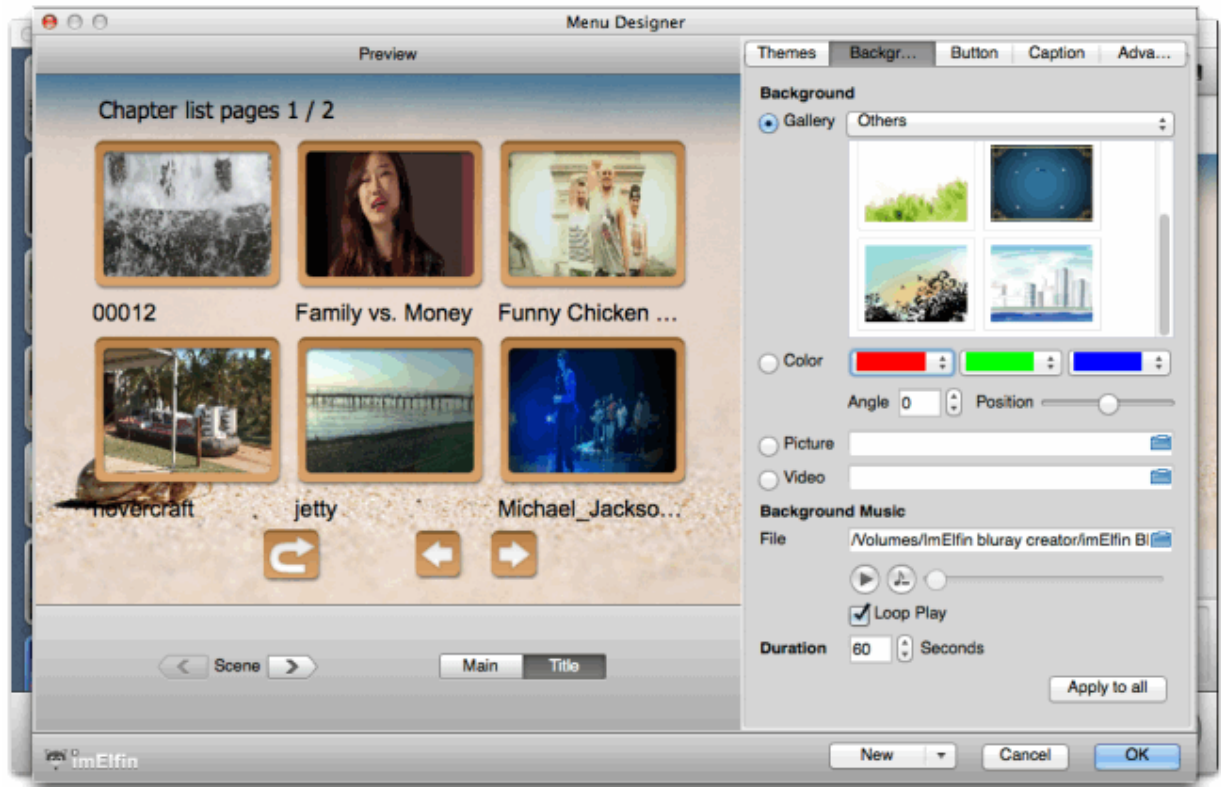 Menu Designer
Preview
Themes
Backgr...
Button
Caption
Adva...
Chapter list pages 1 / 2
00012
Family vs. Money
Funny Chicken ...
hovercraft
jetty
Michael_Jackso...
Scene
Main
Title
Background
Gallery
Others
Color
Angle 0
Position
Picture
Video
Background Music
File
/Volumes/ImElfin bluray creator/imElfin Bl
Loop Play
Duration 60 Seconds
Apply to all
imElfin
New
Cancel
OK